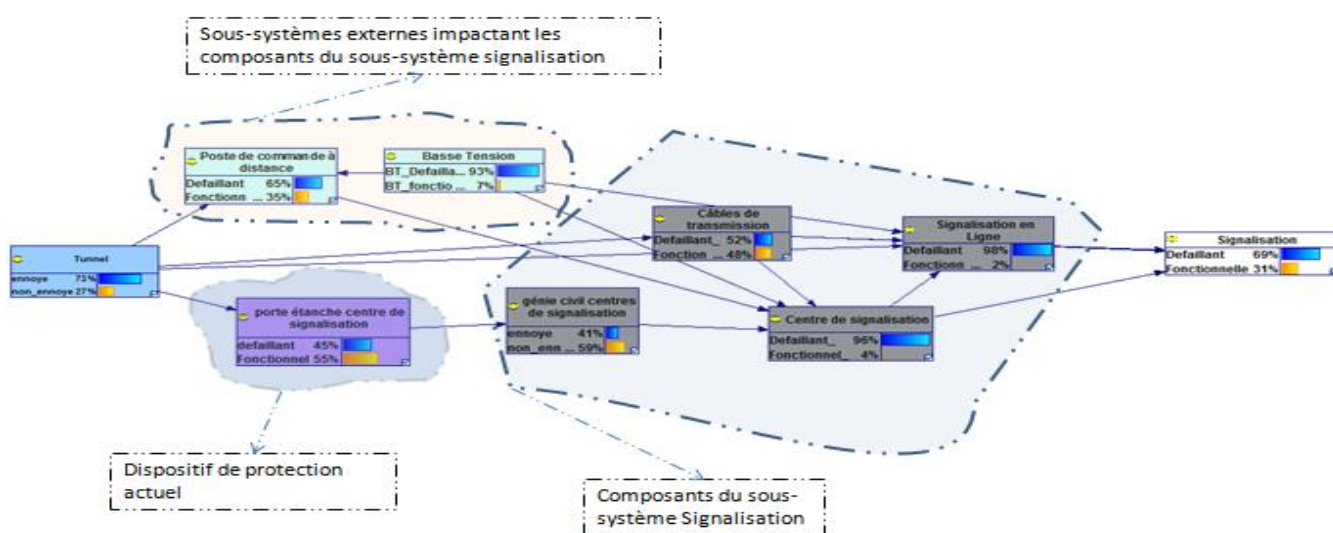 Sous-systèmes externes impactant les
composants du sous-système signalisation
Poste de commande à
distance
Defaillant 65%
Fonctionn ... 35%
Basse Tension
BT_Defailla... 93%
BT_fonctio ... 7%
Câbles de
transmission
Defaillant_ 52%
Fonction ... 48%
Signalisation en
Ligne
Defaillant 98%
Fonctionn ... 2%
Signalisation
Defaillant 69%
Fonctionnelle 31%
Tunnel
ennoye 73%
non_ennoye 27%
porte étanche centre de
signalisation
defaillant 45%
Fonctionnel 55%
génie civil centres
de signalisation
ennoye 41%
non_enn ... 59%
Centre de signalisation
Defaillant_ 96%
Fonctionnel_ 4%
Dispositif de protection
actuel
Composants du sous-
système Signalisation